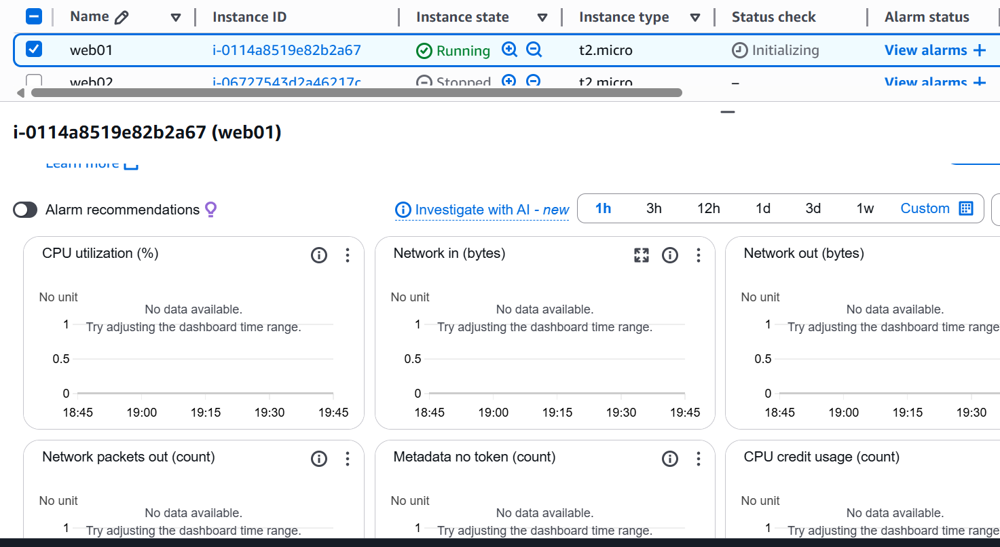 Name Instance ID Instance state Instance type Status check Alarm status
web01 i-0114a8519e82b2a67 Running t2.micro Initializing View alarms +
web02 i-06727543d2a46217c Stopped t2.micro – View alarms +
i-0114a8519e82b2a67 (web01)
Learn more
Alarm recommendations Investigate with AI - new 1h 3h 12h 1d 3d 1w Custom
CPU utilization (%) Network in (bytes) Network out (bytes)
No unit No unit No unit
No data available. No data available. No data available.
1 Try adjusting the dashboard time range. 1 Try adjusting the dashboard time range. 1 Try adjusting the dashboard time range
0.5 0.5 0.5
0 0 0
18:45 19:00 19:15 19:30 19:45 18:45 19:00 19:15 19:30 19:45 18:45 19:00 19:15 19:30
Network packets out (count) Metadata no token (count) CPU credit usage (count)
No unit No unit No unit
No data available. No data available. No data available.
1 Try adjusting the dashboard time range. 1 Try adjusting the dashboard time range. 1 Try adjusting the dashboard time range